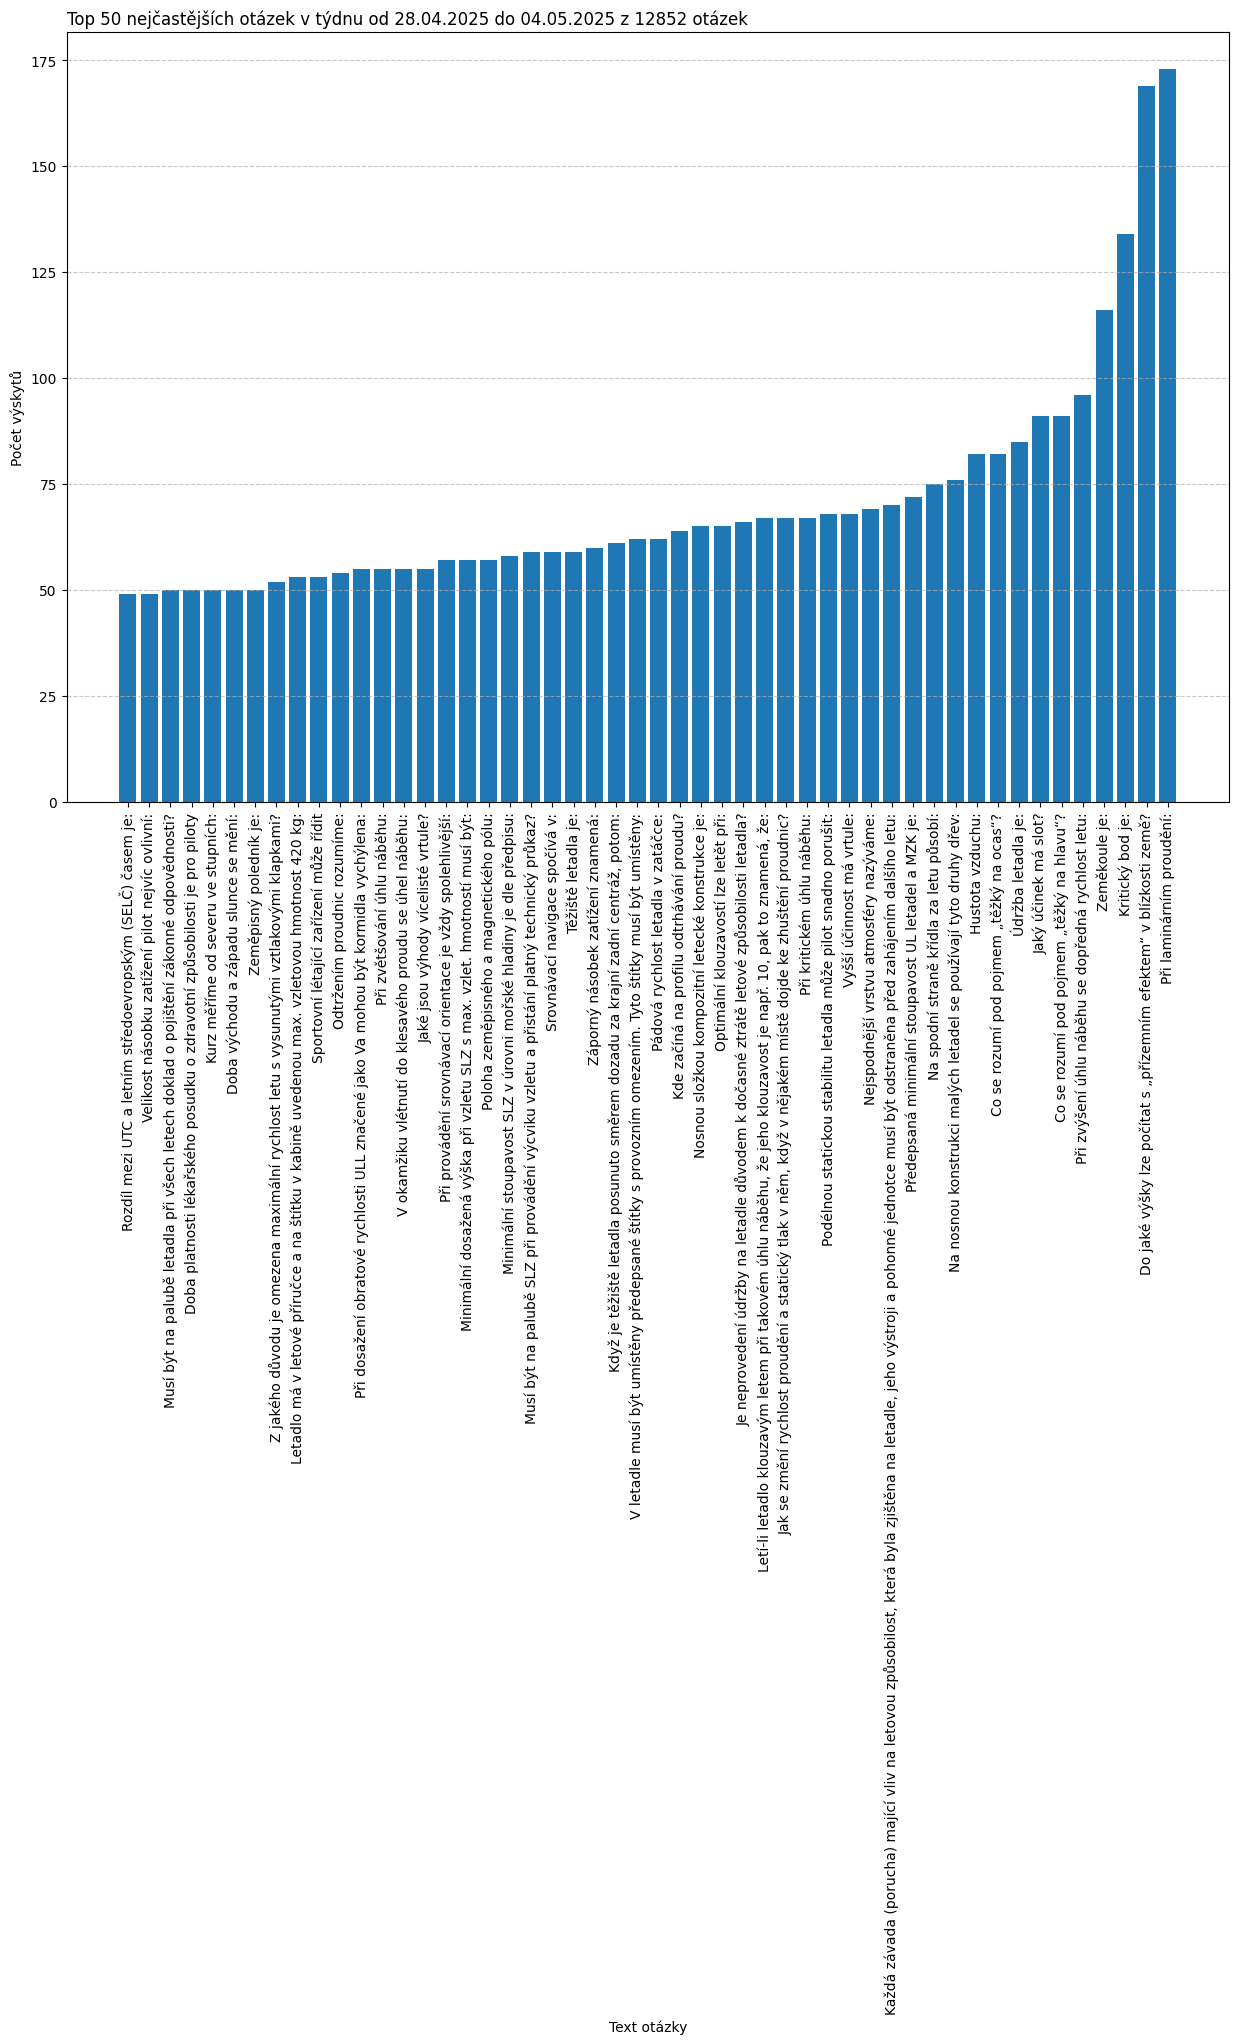 Top 50 nejčastějších otázek v týdnu od 28.04.2025 do 04.05.2025 z 12852 otázek
175
150
125
100
75
50
25
0
Počet výskytů
Rozdíl mezi UTC a letním středoevropským (SELČ) časem je:
Velikost násobku zatížení pilot nejvíc ovlivní:
Musí být na palubě letadla při všech letech doklad o pojištění zákonné odpovědnosti?
Doba platnosti lékařského posudku o zdravotní způsobilosti je pro piloty
Kurz měříme od severu ve stupních:
Doba východu a západu slunce se mění:
Zeměpisný poledník je:
Z jakého důvodu je omezena maximální rychlost letu s vysunutými vztlakovými klapkami?
Letadlo má v letové příručce a na štítku v kabině uvedenou max. vzletovou hmotnost 420 kg:
Sportovní létající zařízení může řídit
Odtržením proudnic rozumíme:
Při dosažení obratové rychlosti ULL značené jako Va mohou být kormidla vychýlena:
Při zvětšování úhlu náběhu:
V okamžiku vlétnutí do klesavého proudu se úhel náběhu:
Jaké jsou výhody vícelisté vrtule?
Při provádění srovnávací orientace je vždy spolehlivější:
Minimální dosažená výška při vzletu SLZ s max. vzlet. hmotností musí být:
Poloha zeměpisného a magnetického pólu:
Minimální stoupavost SLZ v úrovni mořské hladiny je dle předpisu:
Musí být na palubě SLZ při provádění výcviku vzletu a přistání platný technický průkaz?
Srovnávací navigace spočívá v:
Těžiště letadla je:
Záporný násobek zatížení znamená:
Když je těžiště letadla posunuto směrem dozadu za krajní zadní centráž, potom:
V letadle musí být umístěny předepsané štítky s provozním omezením. Tyto štítky musí být umístěny:
Pádová rychlost letadla v zatáčce:
Kde začíná na profilu odtrhávání proudu?
Nosnou složkou kompozitní letecké konstrukce je:
Optimální klouzavostí lze letět při:
Je neprovedení údržby na letadle důvodem k dočasné ztrátě letové způsobilosti letadla?
Letí-li letadlo klouzavým letem při takovém úhlu náběhu, že jeho klouzavost je např. 10, pak to znamená, že:
Jak se změní rychlost proudění a statický tlak v něm, když v nějakém místě dojde ke zhuštění proudnic?
Při kritickém úhlu náběhu:
Podélnou statickou stabilitu letadla může pilot snadno porušit:
Vyšší účinnost má vrtule:
Nejspodnější vrstvu atmosféry nazýváme:
Každá závada (porucha) mající vliv na letovou způsobilost, která byla zjištěna na letadle, jeho výstroji a pohonné jednotce musí být odstraněna před zahájením dalšího letu:
Předepsaná minimální stoupavost UL letadel a MZK je:
Na spodní straně křídla za letu působí:
Na nosnou konstrukci malých letadel se používají tyto druhy dřev:
Hustota vzduchu:
Co se rozumí pod pojmem „těžký na ocas“?
Údržba letadla je:
Jaký účinek má slot?
Co se rozumí pod pojmem „těžký na hlavu“?
Při zvýšení úhlu náběhu se dopředná rychlost letu:
Zeměkoule je:
Kritický bod je:
Do jaké výšky lze počítat s „přízemním efektem“ v blízkosti země?
Při laminárním proudění:
Text otázky